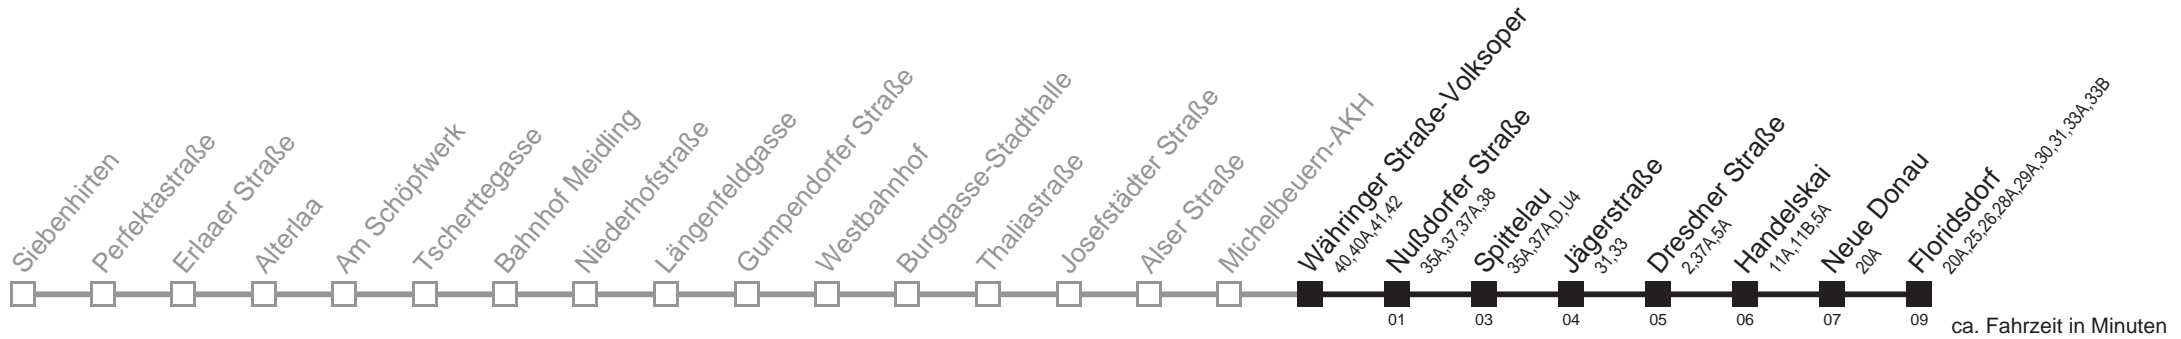 Siebenhirten
Perfektastraße
Erlaaer Straße
Alterlaa
Am Schöpfwerk
Tscherttegasse
Bahnhof Meidling
Niederhofstraße
Längenfeldgasse
Gumpendorfer Straße
Westbahnhof
Burggasse-Stadthalle
Thaliastraße
Josefstädter Straße
Alser Straße
Michelbeuern-AKH
Währinger Straße-Volksoper
40,40A,41,42
Nußdorfer Straße
35A,37,37A,38
Spittelau
35A,37A,D,U4
Jägerstraße
31,33
Dresdner Straße
2,37A,5A
Handelskai
11A,11B,5A
Neue Donau
20A
Floridsdorf
20A,25,26,28A,29A,30,31,33A,33B
01 03 04 05 06 07 09
ca. Fahrzeit in Minuten